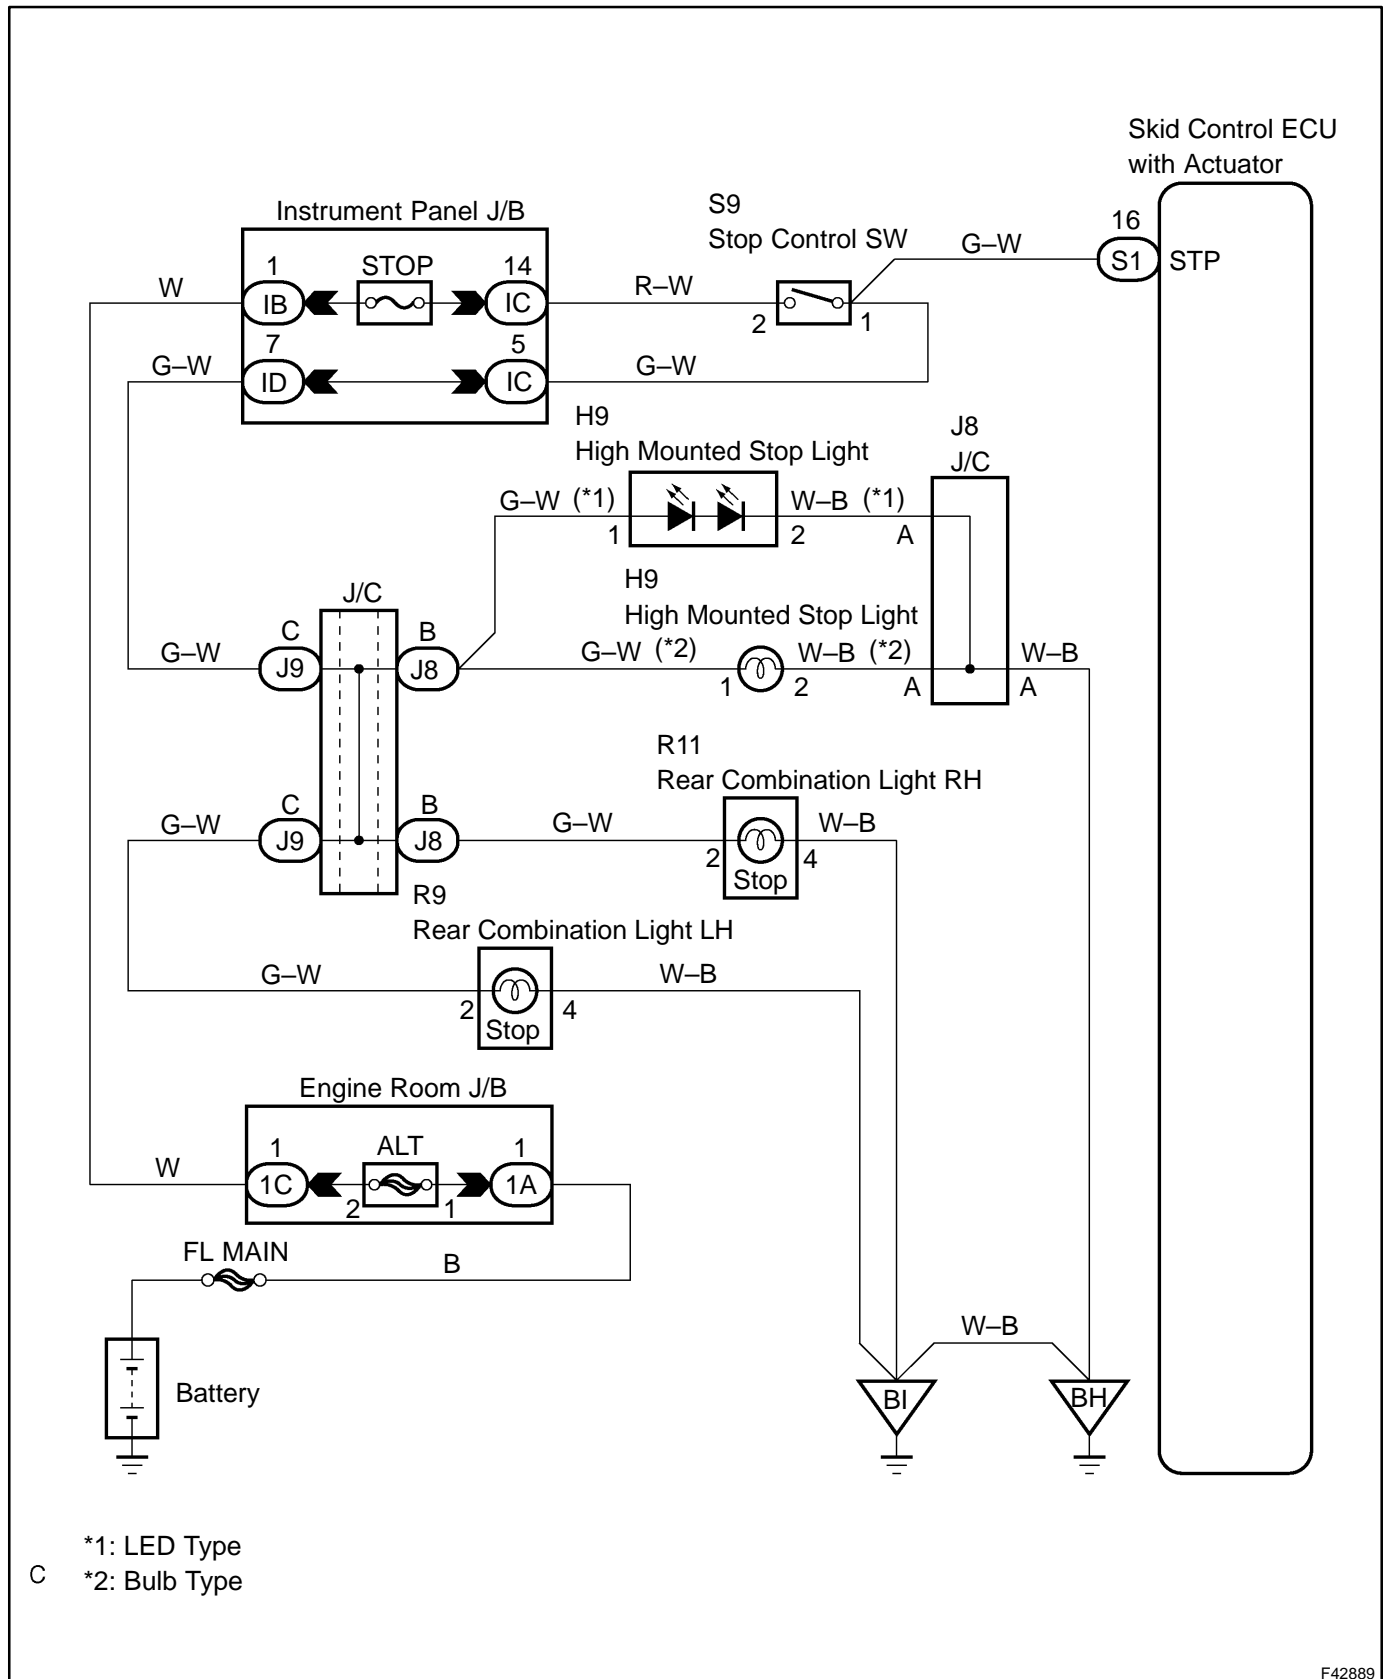 Skid Control ECU
with Actuator
Instrument Panel J/B
S9
Stop Control SW
16
G–W
S1
STP
1
STOP
14
W
IB
IC
R–W
2
1
7
5
G–W
ID
IC
G–W
H9
High Mounted Stop Light
J8
J/C
G–W (*1)
1
W–B (*1)
2
A
H9
High Mounted Stop Light
J/C
C
B
G–W
J9
J8
G–W (*2)
1
W–B (*2)
2
A
W–B
A
R11
Rear Combination Light RH
C
B
G–W
J9
J8
G–W
W–B
2
4
Stop
R9
Rear Combination Light LH
G–W
W–B
2
4
Stop
Engine Room J/B
1
ALT
1
W
1C
1A
2
1
FL MAIN
B
W–B
Battery
BI
BH
*1: LED Type
C
*2: Bulb Type
F42889